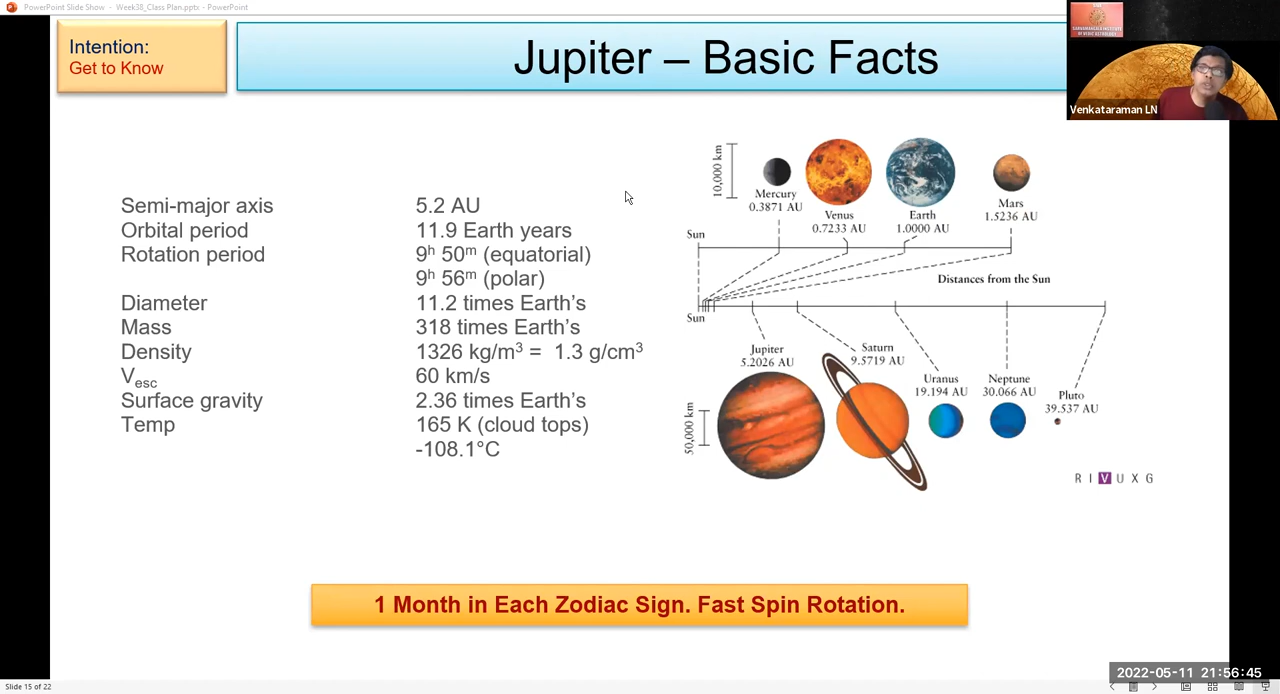 PowerPoint Slide Show - Week38_Class Plan.pptx - PowerPoint
Intention:
Get to Know
Jupiter – Basic Facts
Venkataraman LN
Semi-major axis 5.2 AU
Orbital period 11.9 Earth years
Rotation period 9ʰ 50ᵐ (equatorial)
9ʰ 56ᵐ (polar)
Diameter 11.2 times Earth's
Mass 318 times Earth's
Density 1326 kg/m³ = 1.3 g/cm³
Vesc 60 km/s
Surface gravity 2.36 times Earth's
Temp 165 K (cloud tops)
-108.1°C
10,000 km
Mercury
0.3871 AU
Venus
0.7233 AU
Earth
1.0000 AU
Mars
1.5236 AU
Sun
Distances from the Sun
Sun
Jupiter
5.2026 AU
Saturn
9.5719 AU
Uranus
19.194 AU
Neptune
30.066 AU
Pluto
39.537 AU
50,000 km
R I V U X G
1 Month in Each Zodiac Sign. Fast Spin Rotation.
2022-05-11 21:56:45
Slide 15 of 22